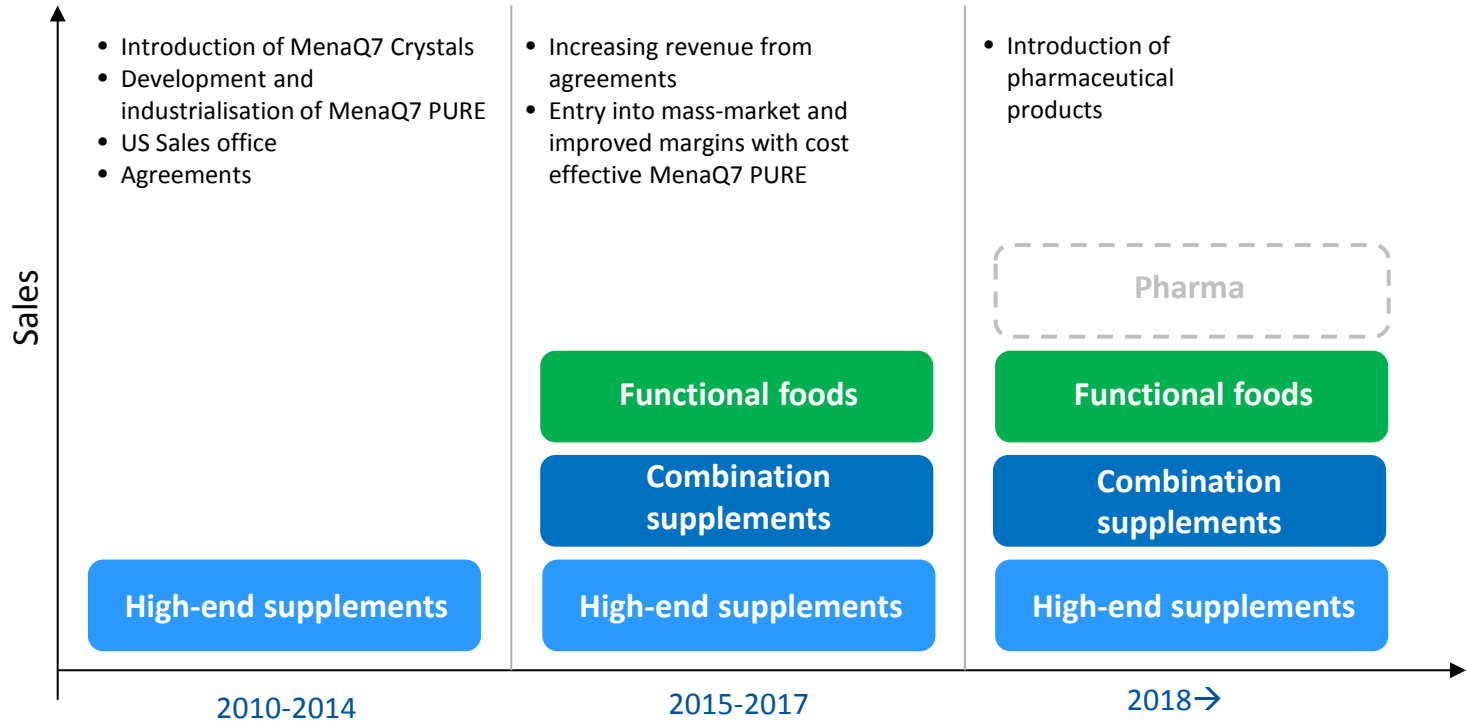 • Introduction of MenaQ7 Crystals
• Development and
industrialisation of MenaQ7 PURE
• US Sales office
• Agreements
• Increasing revenue from
agreements
• Entry into mass-market and
improved margins with cost
effective MenaQ7 PURE
• Introduction of
pharmaceutical
products
Sales
Pharma
Functional foods
Functional foods
Combination
supplements
Combination
supplements
High-end supplements
High-end supplements
High-end supplements
2010-2014
2015-2017
2018→